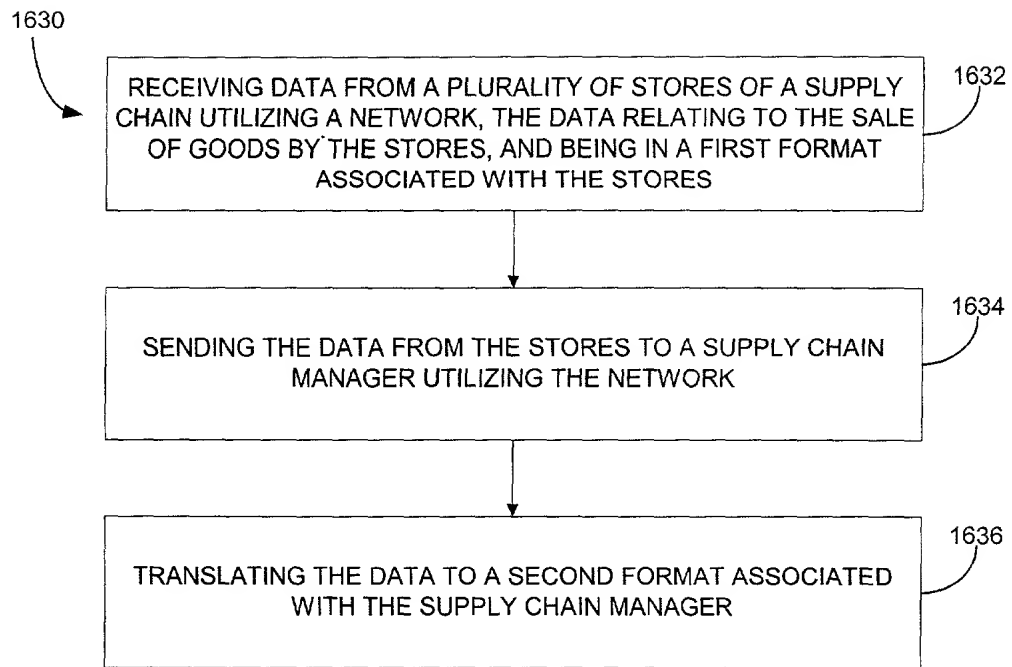 1630
RECEIVING DATA FROM A PLURALITY OF STORES OF A SUPPLY
CHAIN UTILIZING A NETWORK, THE DATA RELATING TO THE SALE
OF GOODS BY THE STORES, AND BEING IN A FIRST FORMAT
ASSOCIATED WITH THE STORES
1632
SENDING THE DATA FROM THE STORES TO A SUPPLY CHAIN
MANAGER UTILIZING THE NETWORK
1634
TRANSLATING THE DATA TO A SECOND FORMAT ASSOCIATED
WITH THE SUPPLY CHAIN MANAGER
1636